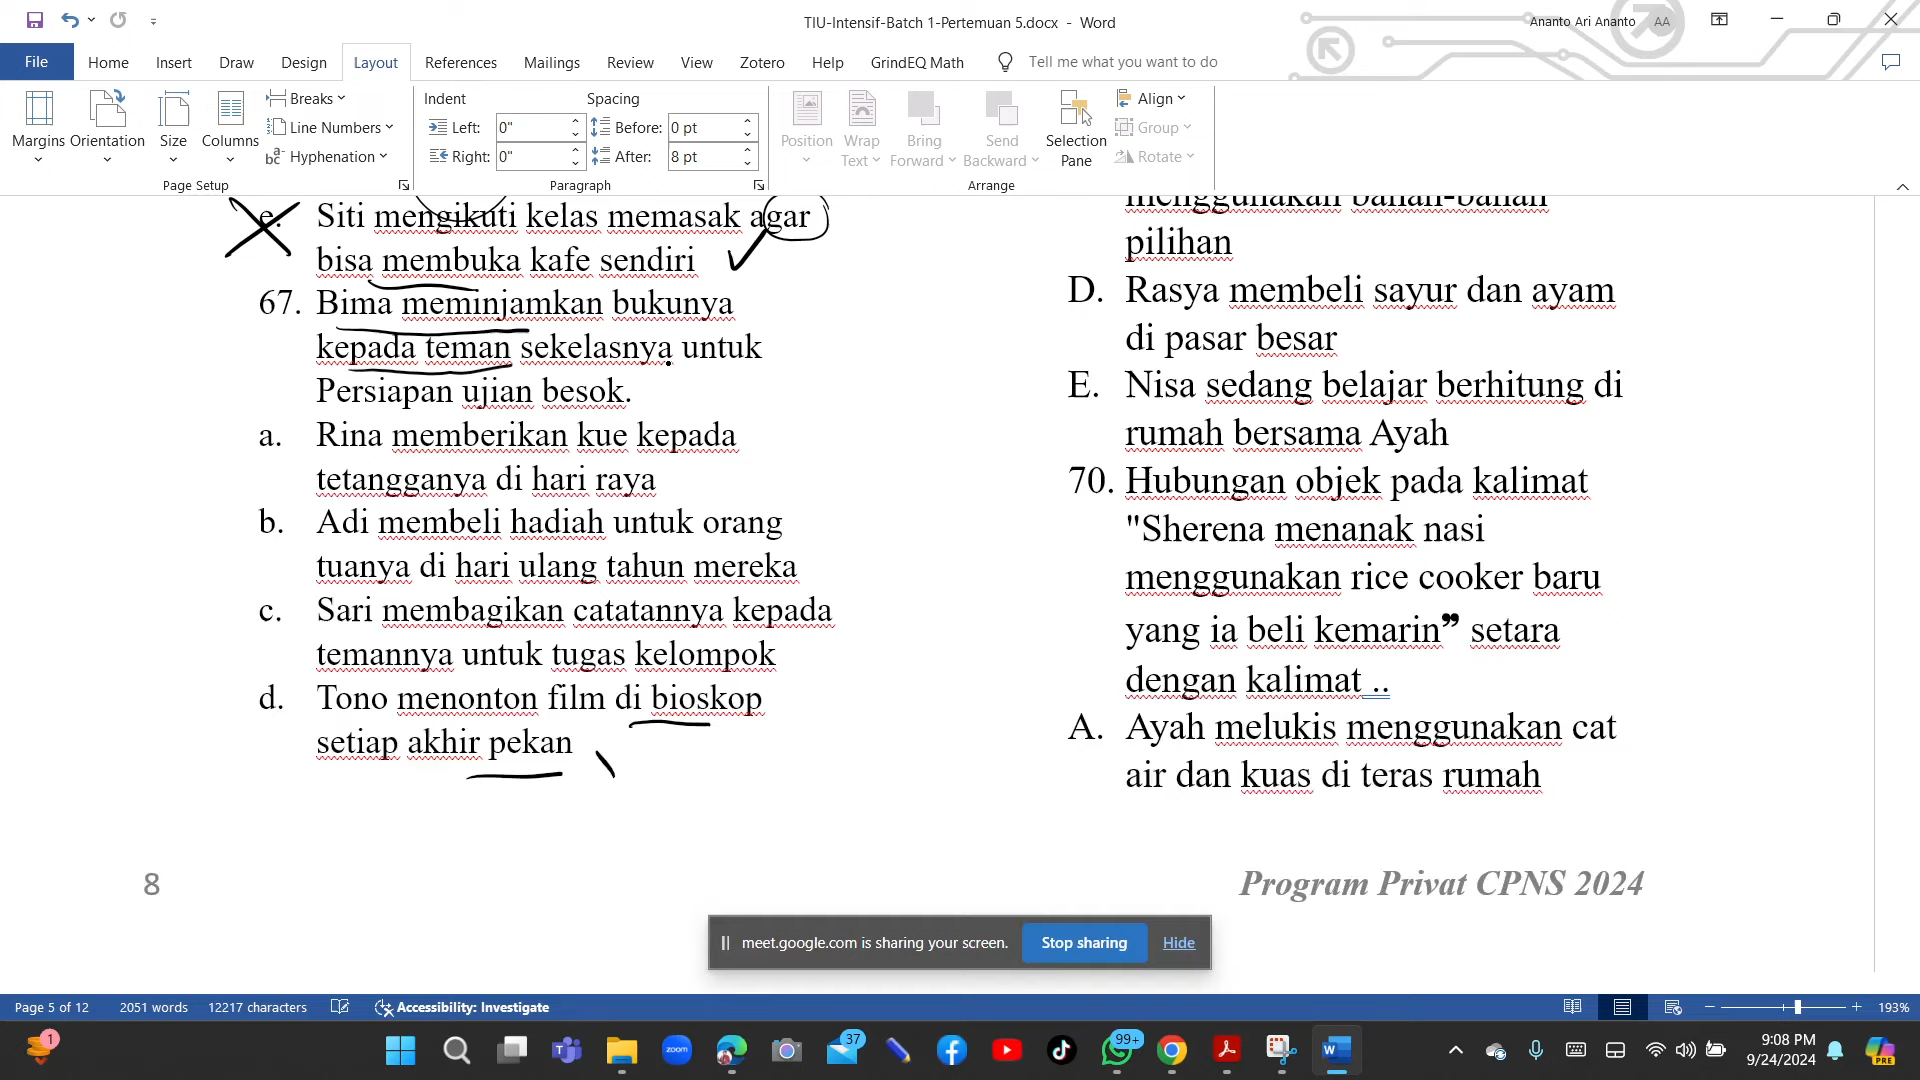 TIU-Intensif-Batch 1-Pertemuan 5.docx - Word
Ananto Ari Ananto
AA
File
Home
Insert
Draw
Design
Layout
References
Mailings
Review
View
Zotero
Help
GrindEQ Math
Tell me what you want to do
Margins
Orientation
Size
Columns
Breaks
Line Numbers
Hyphenation
Page Setup
Indent
Left: 0"
Right: 0"
Spacing
Before: 0 pt
After: 8 pt
Paragraph
Position
Wrap Text
Bring Forward
Send Backward
Selection Pane
Align
Group
Rotate
Arrange
e. Siti mengikuti kelas memasak agar
bisa membuka kafe sendiri
67. Bima meminjamkan bukunya
kepada teman sekelasnya untuk
Persiapan ujian besok.
a. Rina memberikan kue kepada
tetangganya di hari raya
b. Adi membeli hadiah untuk orang
tuanya di hari ulang tahun mereka
c. Sari membagikan catatannya kepada
temannya untuk tugas kelompok
d. Tono menonton film di bioskop
setiap akhir pekan
menggunakan bahan-bahan
pilihan
D. Rasya membeli sayur dan ayam
di pasar besar
E. Nisa sedang belajar berhitung di
rumah bersama Ayah
70. Hubungan objek pada kalimat
"Sherena menanak nasi
menggunakan rice cooker baru
yang ia beli kemarin” setara
dengan kalimat ..
A. Ayah melukis menggunakan cat
air dan kuas di teras rumah
8
Program Privat CPNS 2024
meet.google.com is sharing your screen.
Stop sharing
Hide
Page 5 of 12
2051 words
12217 characters
Accessibility: Investigate
193%
1
zoom
37
99+
9:08 PM
9/24/2024
PRE